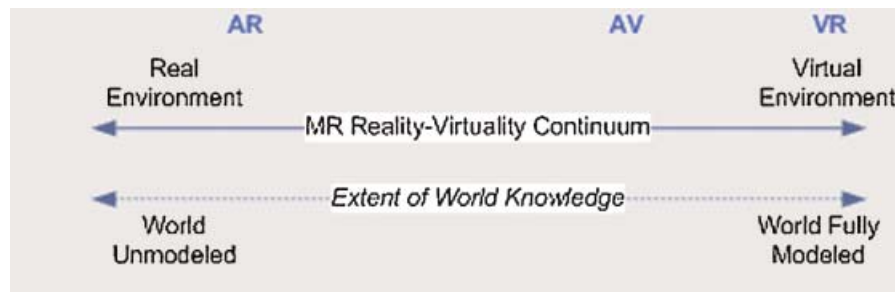 AR AV VR
Real Virtual
Environment Environment
MR Reality-Virtuality Continuum
Extent of World Knowledge
World World Fully
Unmodeled Modeled